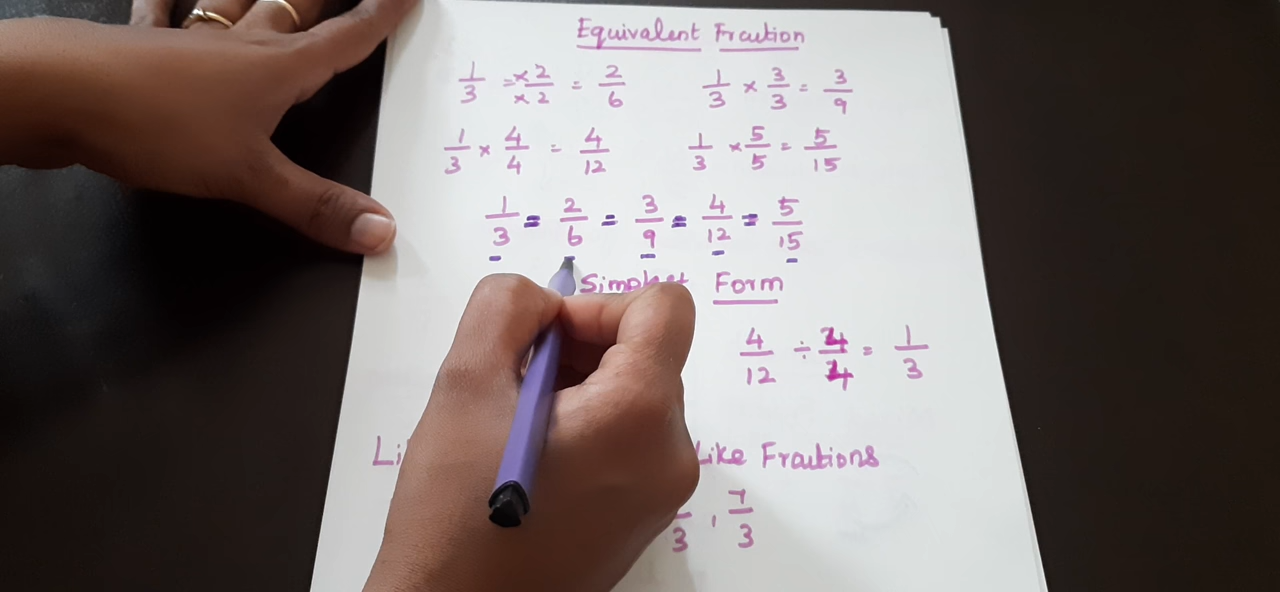 Equivalent Fraction
1/3 = ×2/×2 = 2/6    1/3 × 3/3 = 3/9
1/3 × 4/4 = 4/12    1/3 × 5/5 = 5/15
1/3 = 2/6 = 3/9 = 4/12 = 5/15
Simplest Form
4/12 ÷ 4/4 = 1/3
Like Fractions
, 7/3